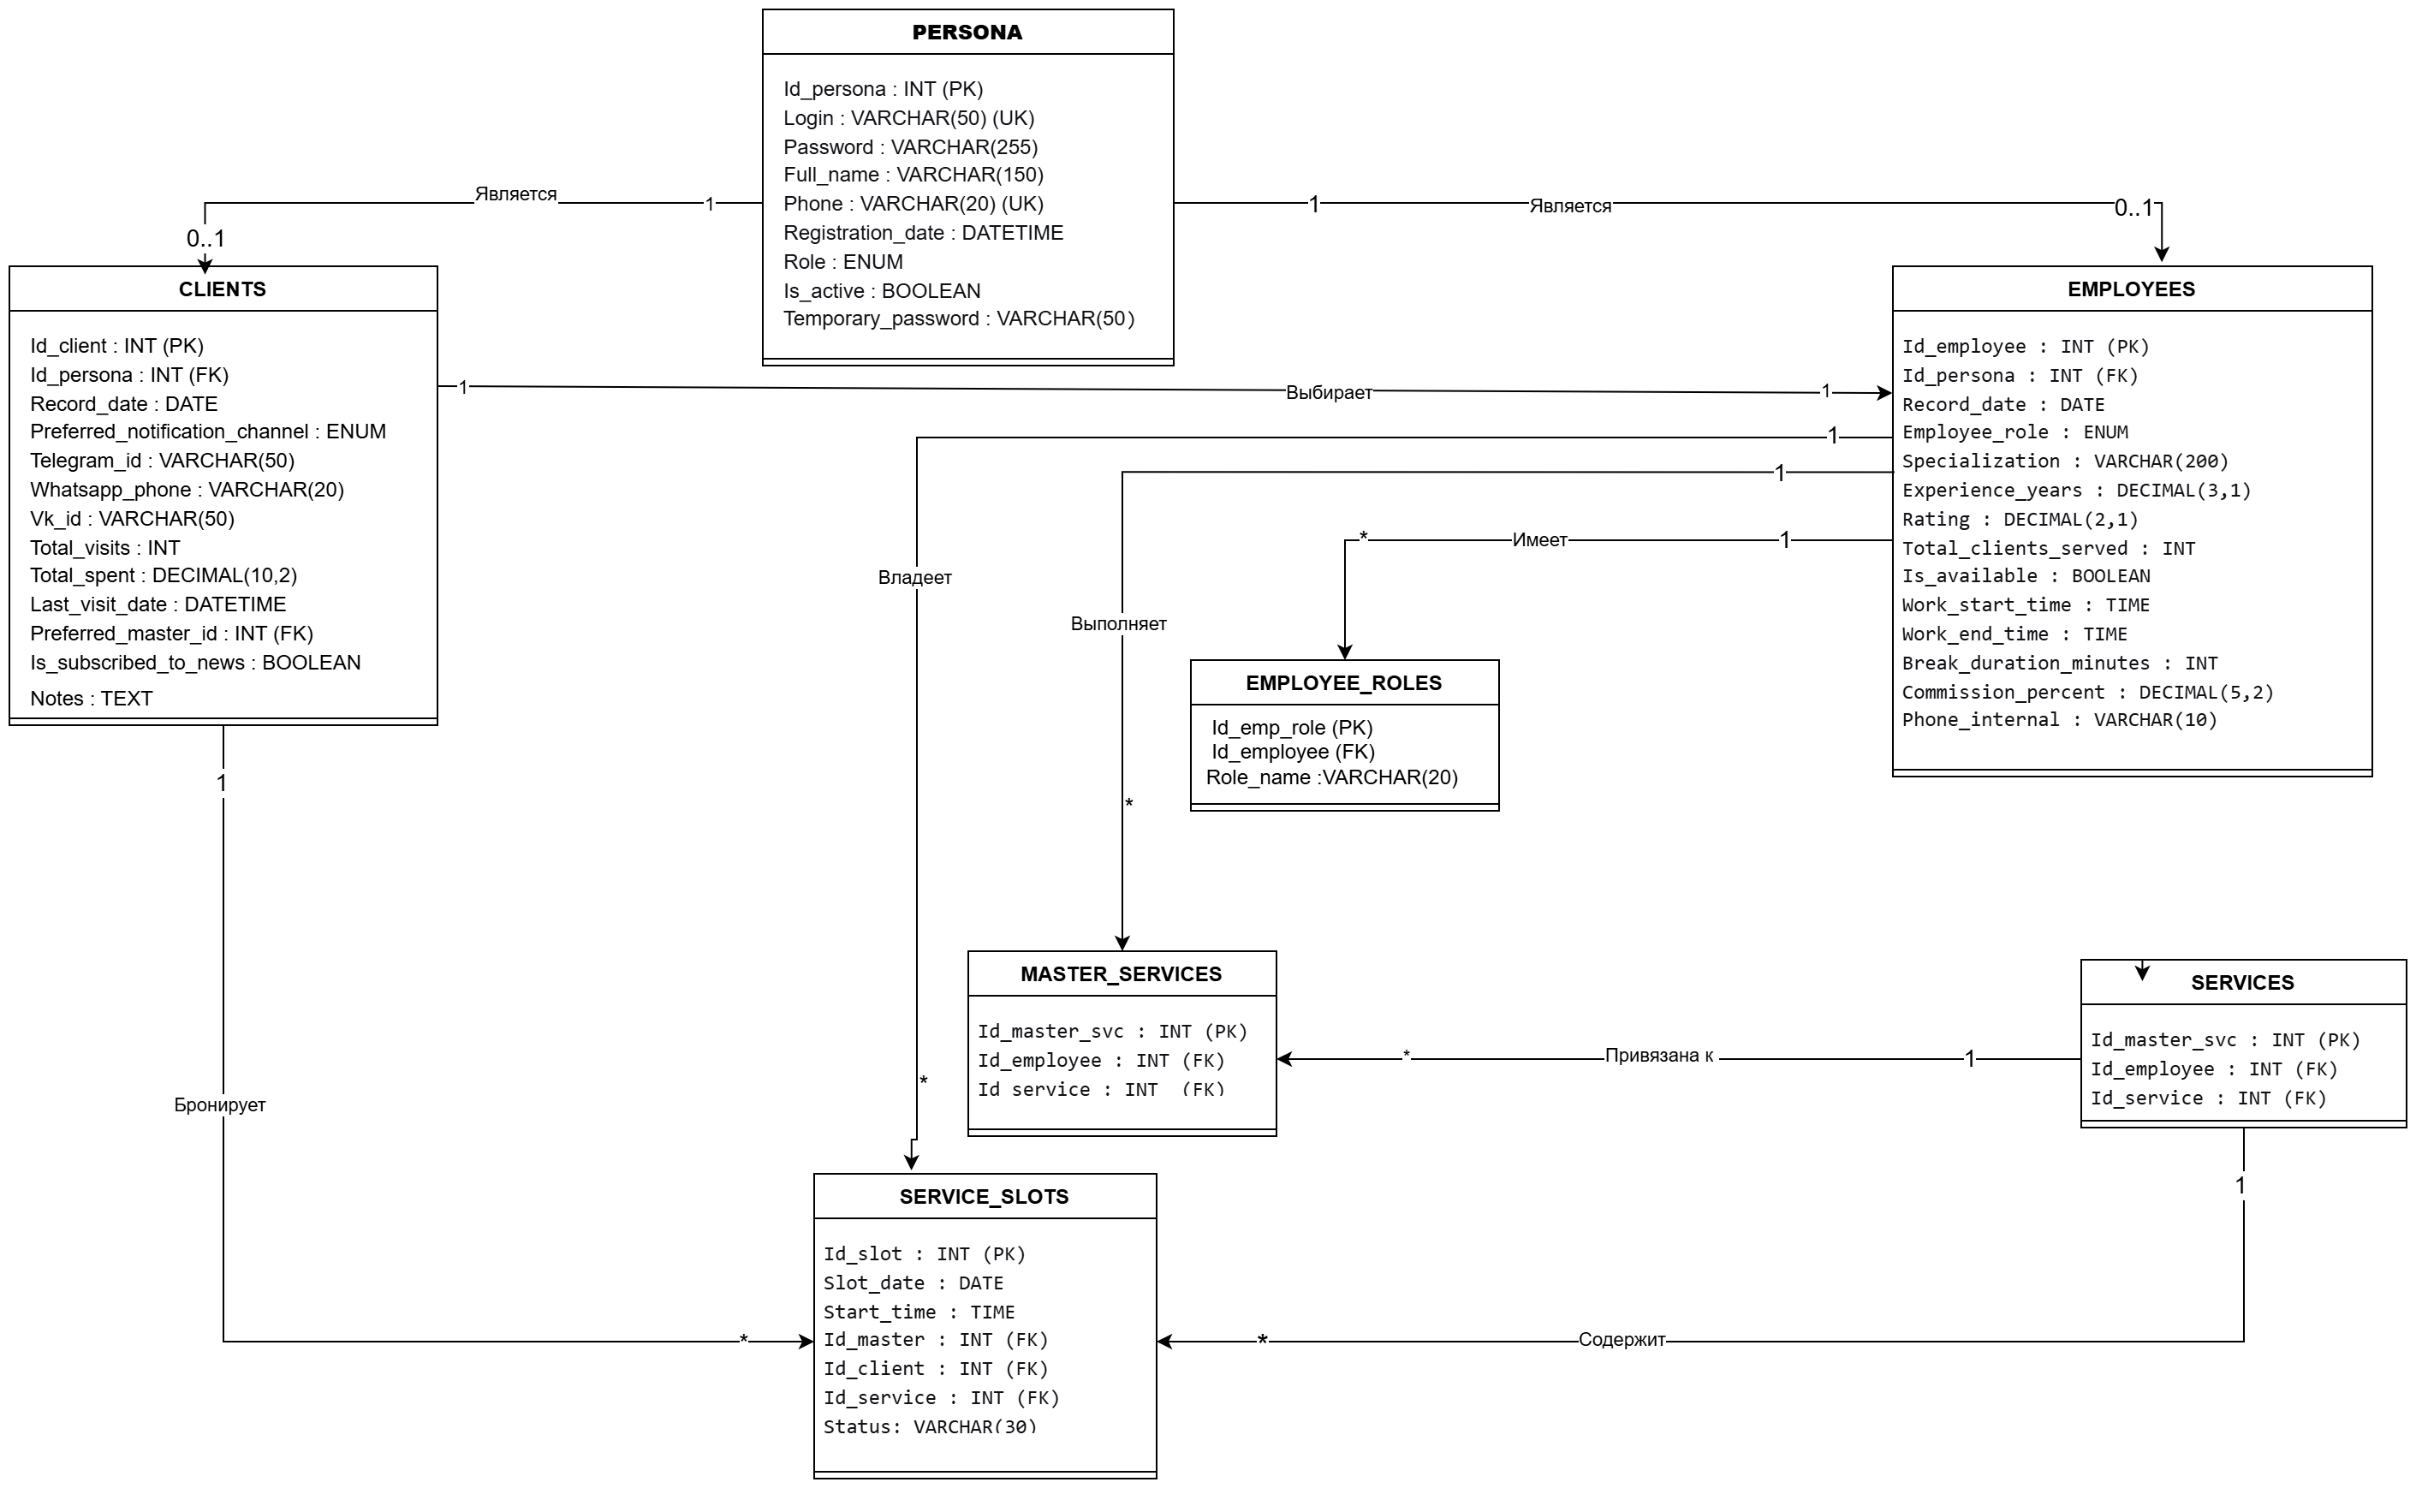 PERSONA
Id_persona : INT (PK)
Login : VARCHAR(50) (UK)
Password : VARCHAR(255)
Full_name : VARCHAR(150)
Phone : VARCHAR(20) (UK)
Registration_date : DATETIME
Role : ENUM
Is_active : BOOLEAN
Temporary_password : VARCHAR(50)
Является
1
0..1
1
Является
0..1
CLIENTS
Id_client : INT (PK)
Id_persona : INT (FK)
Record_date : DATE
Preferred_notification_channel : ENUM
Telegram_id : VARCHAR(50)
Whatsapp_phone : VARCHAR(20)
Vk_id : VARCHAR(50)
Total_visits : INT
Total_spent : DECIMAL(10,2)
Last_visit_date : DATETIME
Preferred_master_id : INT (FK)
Is_subscribed_to_news : BOOLEAN
Notes : TEXT
EMPLOYEES
Id_employee : INT (PK)
Id_persona : INT (FK)
Record_date : DATE
Employee_role : ENUM
Specialization : VARCHAR(200)
Experience_years : DECIMAL(3,1)
Rating : DECIMAL(2,1)
Total_clients_served : INT
Is_available : BOOLEAN
Work_start_time : TIME
Work_end_time : TIME
Break_duration_minutes : INT
Commission_percent : DECIMAL(5,2)
Phone_internal : VARCHAR(10)
1
Выбирает
1
1
Владеет
*
1
Выполняет
*
*
Имеет
1
EMPLOYEE_ROLES
Id_emp_role (PK)
Id_employee (FK)
Role_name :VARCHAR(20)
MASTER_SERVICES
Id_master_svc : INT (PK)
Id_employee : INT (FK)
Id_service : INT (FK)
*
Привязана к
1
SERVICES
Id_master_svc : INT (PK)
Id_employee : INT (FK)
Id_service : INT (FK)
1
Бронирует
*
SERVICE_SLOTS
Id_slot : INT (PK)
Slot_date : DATE
Start_time : TIME
Id_master : INT (FK)
Id_client : INT (FK)
Id_service : INT (FK)
Status: VARCHAR(30)
1
*
Содержит